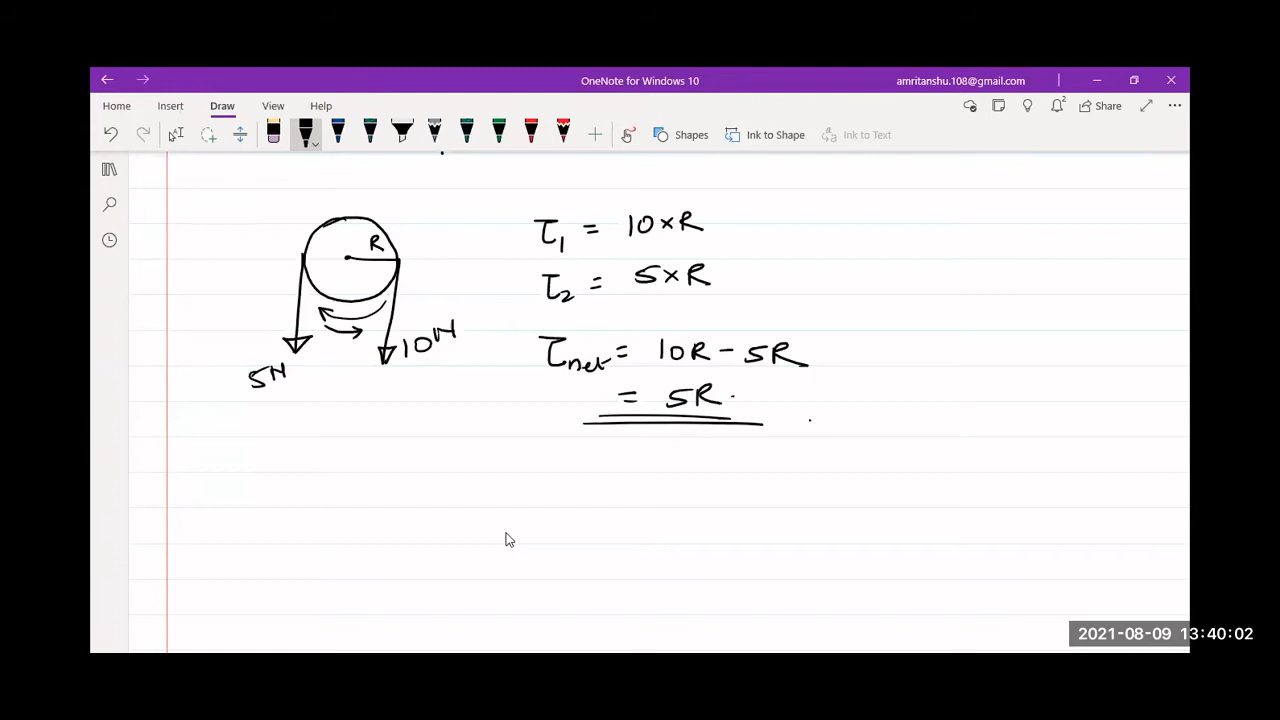 OneNote for Windows 10
amritanshu.108@gmail.com
Home Insert Draw View Help
2
Share
Shapes
Ink to Shape
Ink to Text
R
5N
10N
τ₁ = 10×R
τ₂ = 5×R
τnet = 10R - 5R
= 5R.
2021-08-09 13:40:02